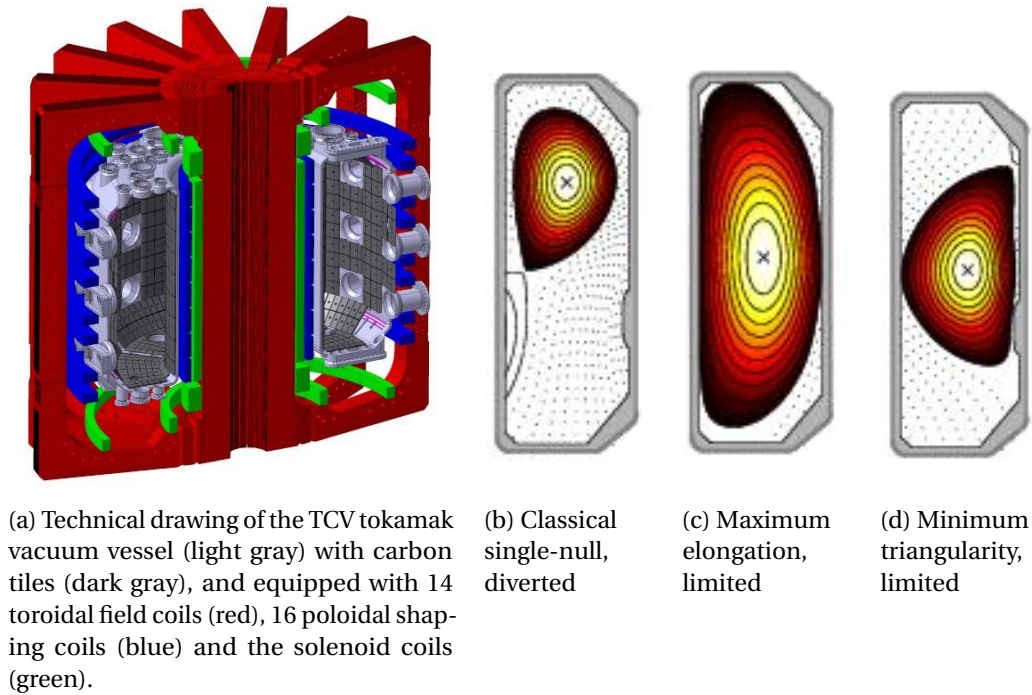 (a) Technical drawing of the TCV tokamak
vacuum vessel (light gray) with carbon
tiles (dark gray), and equipped with 14
toroidal field coils (red), 16 poloidal shap-
ing coils (blue) and the solenoid coils
(green).
(b) Classical
single-null,
diverted
(c) Maximum
elongation,
limited
(d) Minimum
triangularity,
limited